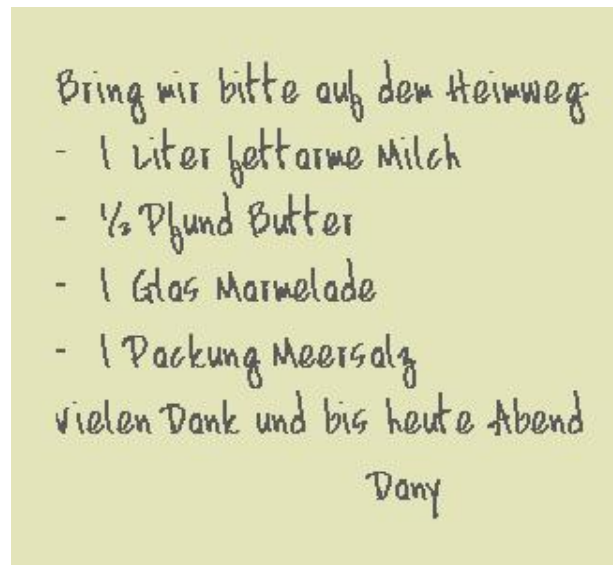 Bring mir bitte auf dem Heimweg
- 1 Liter fettarme Milch
- ½ Pfund Butter
- 1 Glas Marmelade
- 1 Packung Meersalz
Vielen Dank und bis heute Abend
Dany